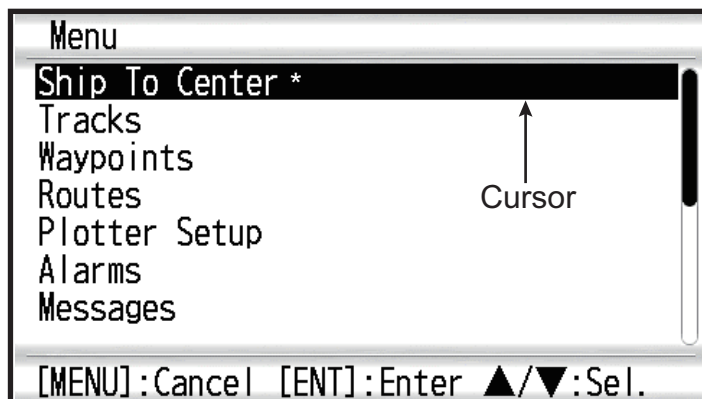 Menu
Ship To Center *
Tracks
Waypoints
Routes
Cursor
Plotter Setup
Alarms
Messages
[MENU]:Cancel [ENT]:Enter ▲/▼:Sel.